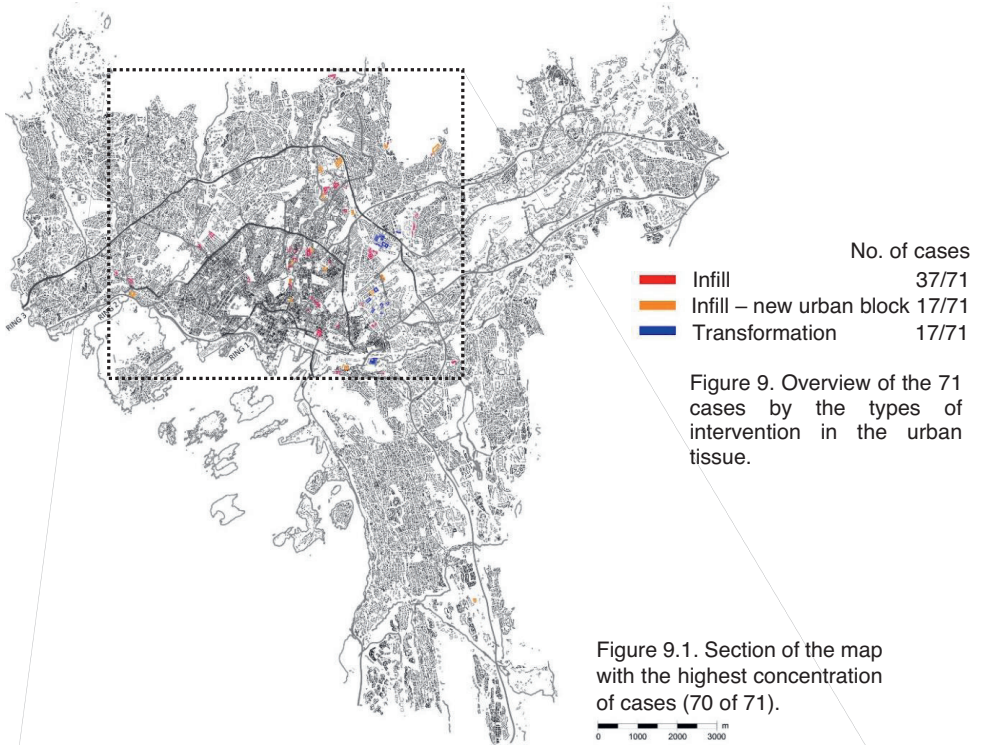 No. of cases
Infill 37/71
Infill – new urban block 17/71
Transformation 17/71
Figure 9. Overview of the 71
cases by the types of
intervention in the urban
tissue.
RING 3
RING
RING 1
Figure 9.1. Section of the map
with the highest concentration
of cases (70 of 71).
m
0 1000 2000 3000